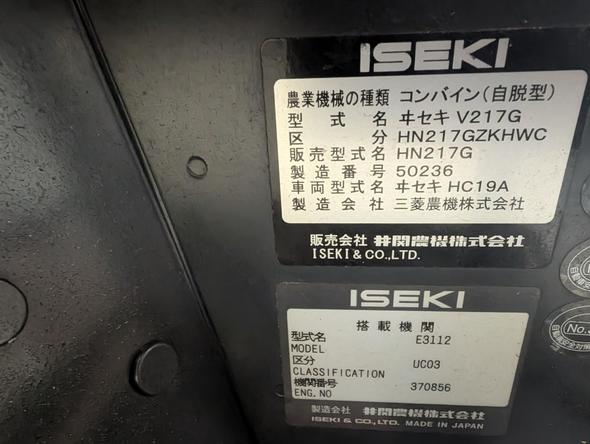 ISEKI
農業機械の種類 コンバイン(自脱型)
型式名 ヰセキ V217G
区分 HN217GZKHWC
販売型式名 HN217G
製造番号 50236
車両型式名 ヰセキ HC19A
製造会社 三菱農機株式会社
販売会社 井関農機株式会社
ISEKI & CO.,LTD.
ISEKI
搭載機関
型式名 E3112
MODEL
区分 UC03
CLASSIFICATION
機関番号 370856
ENG.NO
製造会社 井関農機株式会社
ISEKI & CO., LTD. MADE IN JAPAN